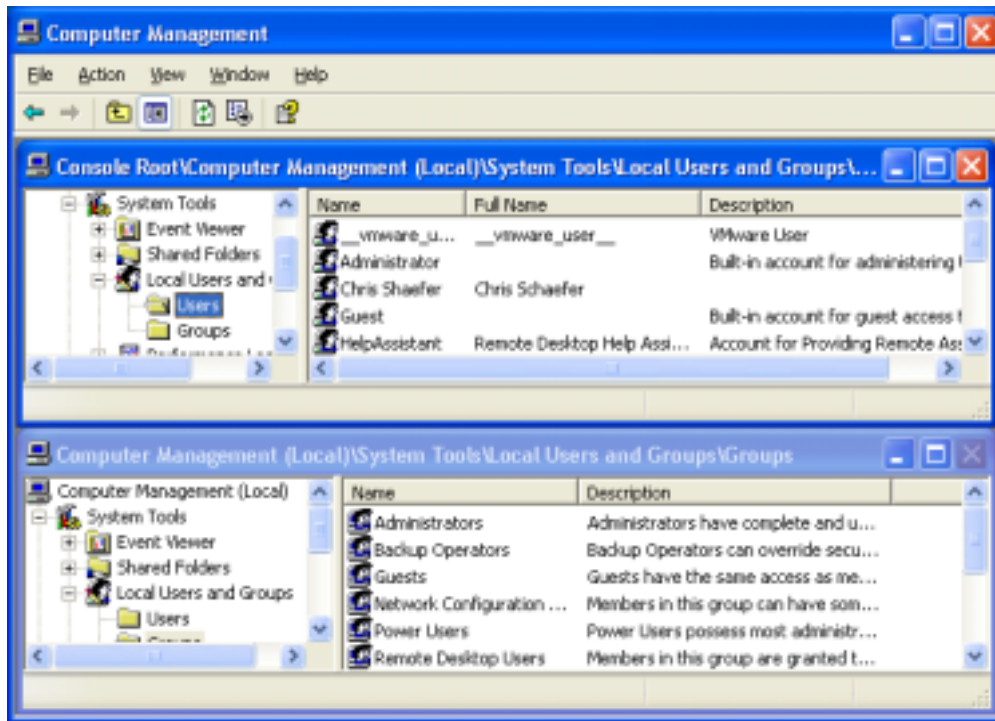 Computer Management
File Action View Window Help
Console Root\Computer Management (Local)\System Tools\Local Users and Groups\...
System Tools
Event Viewer
Shared Folders
Local Users and
Users
Groups
Name Full Name Description
__vmware_u... __vmware_user__ VMware User
Administrator Built-in account for administering
Chris Shaefer Chris Schaefer
Guest Built-in account for guest access
HelpAssistant Remote Desktop Help Assi... Account for Providing Remote
Computer Management (Local)\System Tools\Local Users and Groups\Groups
Computer Management (Local)
System Tools
Event Viewer
Shared Folders
Local Users and Groups
Users
Name Description
Administrators Administrators have complete and u...
Backup Operators Backup Operators can override secu...
Guests Guests have the same access as me...
Network Configuration ... Members in this group can have som...
Power Users Power Users possess most administr...
Remote Desktop Users Members in this group are granted t...